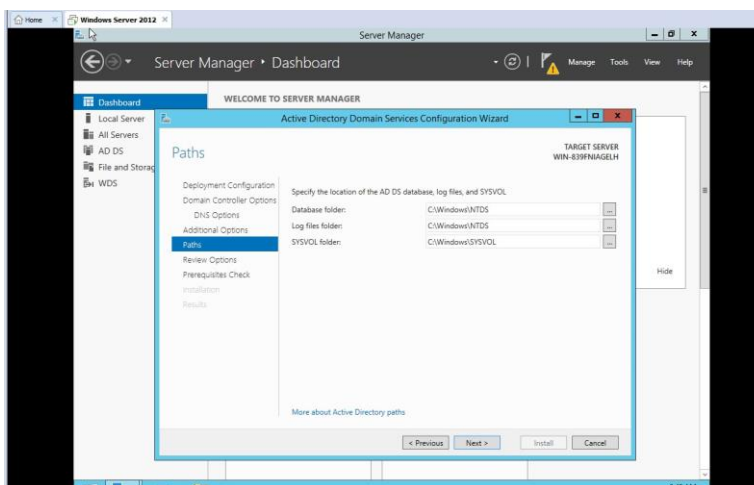 Home
Windows Server 2012
Server Manager
Server Manager ▸ Dashboard
Manage Tools View Help
Dashboard
Local Server
All Servers
AD DS
File and Storag
WDS
WELCOME TO SERVER MANAGER
Active Directory Domain Services Configuration Wizard
Paths
TARGET SERVER
WIN-839FNIAGELH
Deployment Configuration
Domain Controller Options
DNS Options
Additional Options
Paths
Review Options
Prerequisites Check
Installation
Results
Specify the location of the AD DS database, log files, and SYSVOL
Database folder: C:\Windows\NTDS ...
Log files folder: C:\Windows\NTDS ...
SYSVOL folder: C:\Windows\SYSVOL ...
More about Active Directory paths
Hide
< Previous Next > Install Cancel